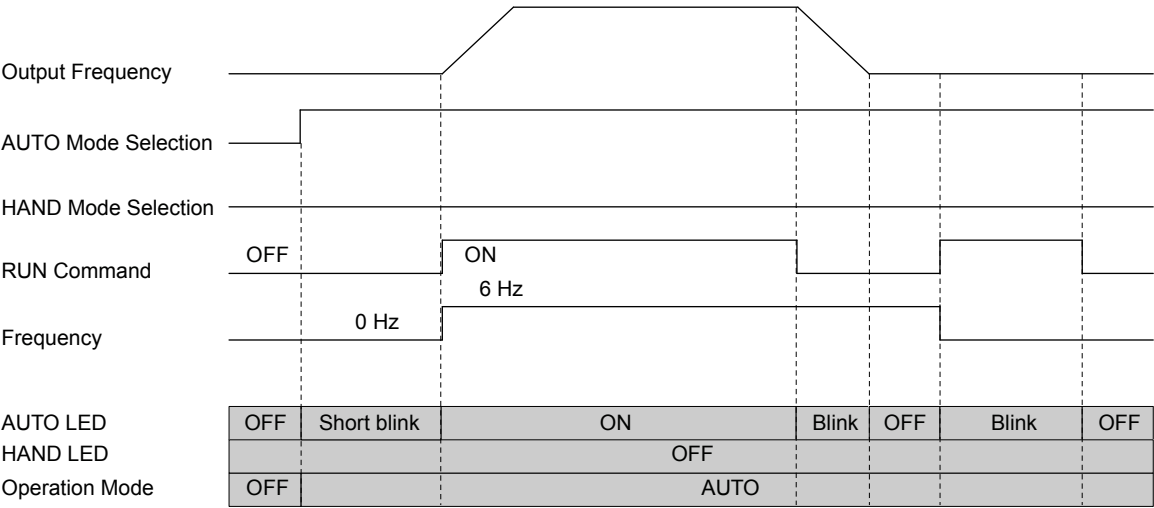 Output Frequency
AUTO Mode Selection
HAND Mode Selection
OFF ON
RUN Command
6 Hz
0 Hz
Frequency
AUTO LED OFF Short blink ON Blink OFF Blink OFF
HAND LED OFF
Operation Mode OFF AUTO